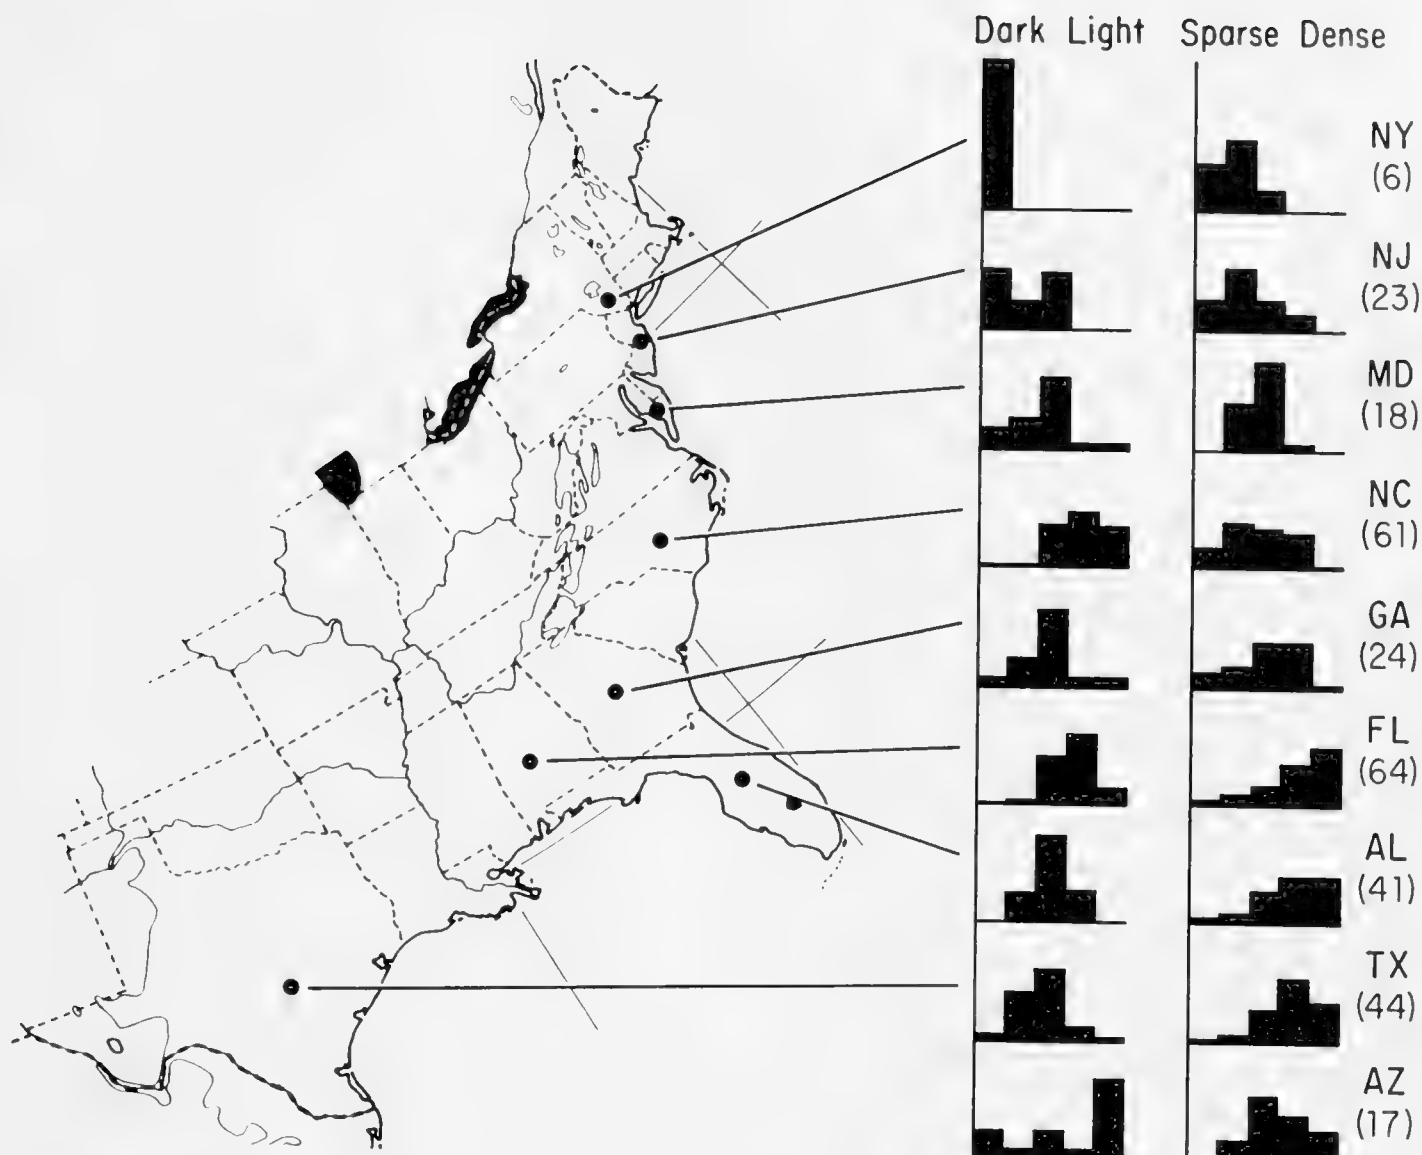 Dark Light Sparse Dense
NY
(6)
NJ
(23)
MD
(18)
NC
(61)
GA
(24)
FL
(64)
AL
(41)
TX
(44)
AZ
(17)